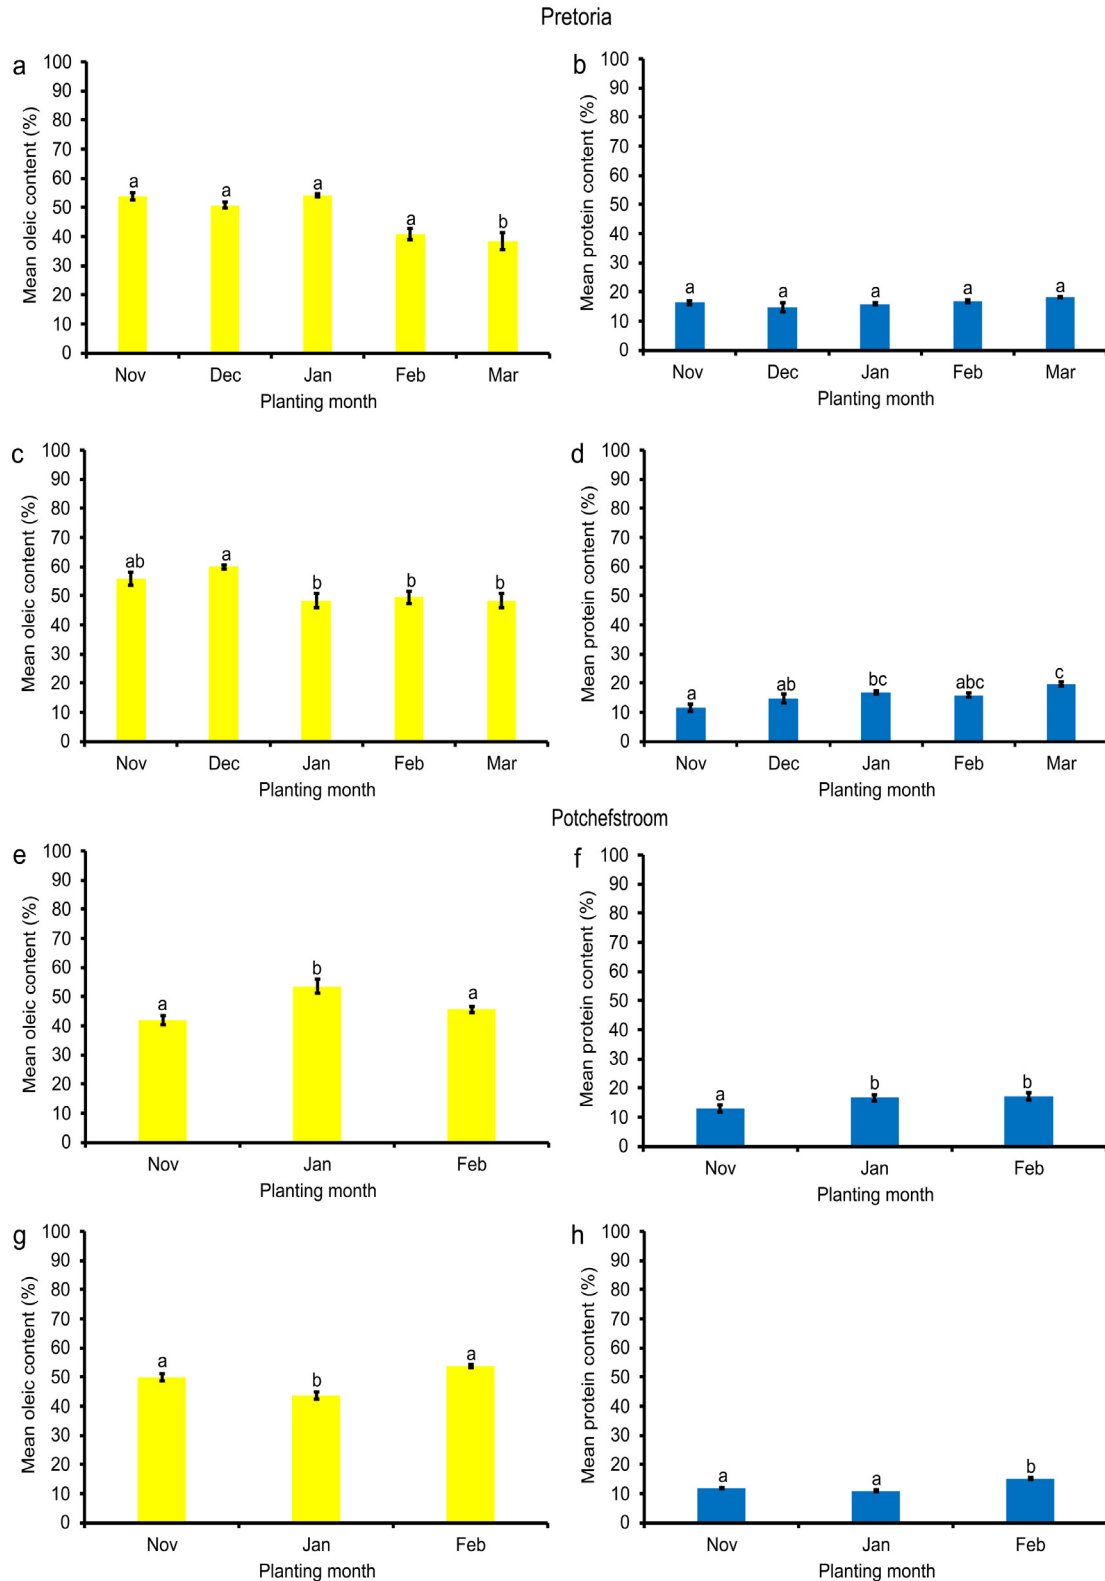 Pretoria
a
Mean oleic content (%)
100
90
80
70
60
50
40
30
20
10
0
a
a
a
a
b
Nov Dec Jan Feb Mar
Planting month
b
Mean protein content (%)
100
90
80
70
60
50
40
30
20
10
0
a
a
a
a
a
Nov Dec Jan Feb Mar
Planting month
c
Mean oleic content (%)
100
90
80
70
60
50
40
30
20
10
0
ab
a
b
b
b
Nov Dec Jan Feb Mar
Planting month
d
Mean protein content (%)
100
90
80
70
60
50
40
30
20
10
0
a
ab
bc
abc
c
Nov Dec Jan Feb Mar
Planting month
Potchefstroom
e
Mean oleic content (%)
100
90
80
70
60
50
40
30
20
10
0
a
b
a
Nov Jan Feb
Planting month
f
Mean protein content (%)
100
90
80
70
60
50
40
30
20
10
0
a
b
b
Nov Jan Feb
Planting month
g
Mean oleic content (%)
100
90
80
70
60
50
40
30
20
10
0
a
b
a
Nov Jan Feb
Planting month
h
Mean protein content (%)
100
90
80
70
60
50
40
30
20
10
0
a
a
b
Nov Jan Feb
Planting month